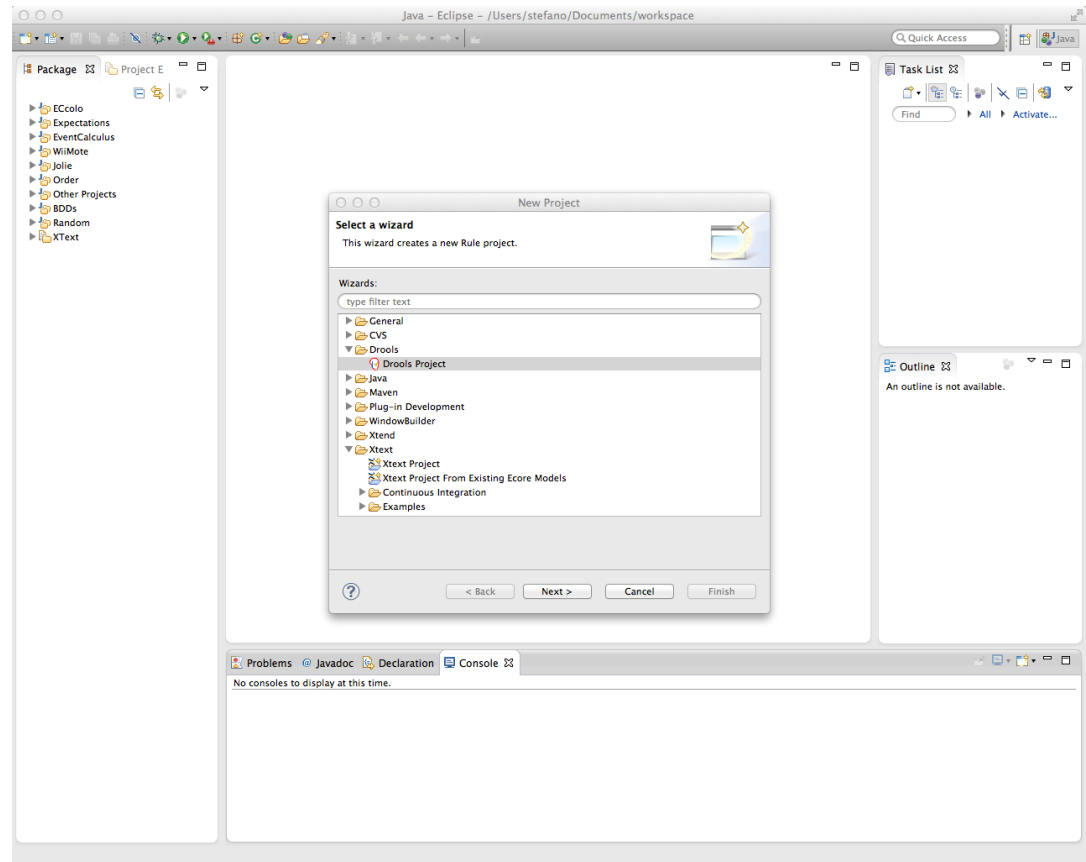 Java – Eclipse – /Users/stefano/Documents/workspace
Quick Access
Java
Package
Project E
ECcolo
Expectations
EventCalculus
WiiMote
Jolie
Order
Other Projects
BDDs
Random
XText
Task List
Find
All
Activate...
Outline
An outline is not available.
New Project
Select a wizard
This wizard creates a new Rule project.
Wizards:
type filter text
General
CVS
Drools
Drools Project
Java
Maven
Plug-in Development
WindowBuilder
Xtend
Xtext
Xtext Project
Xtext Project From Existing Ecore Models
Continuous Integration
Examples
?
< Back Next > Cancel Finish
Problems @ Javadoc Declaration Console
No consoles to display at this time.